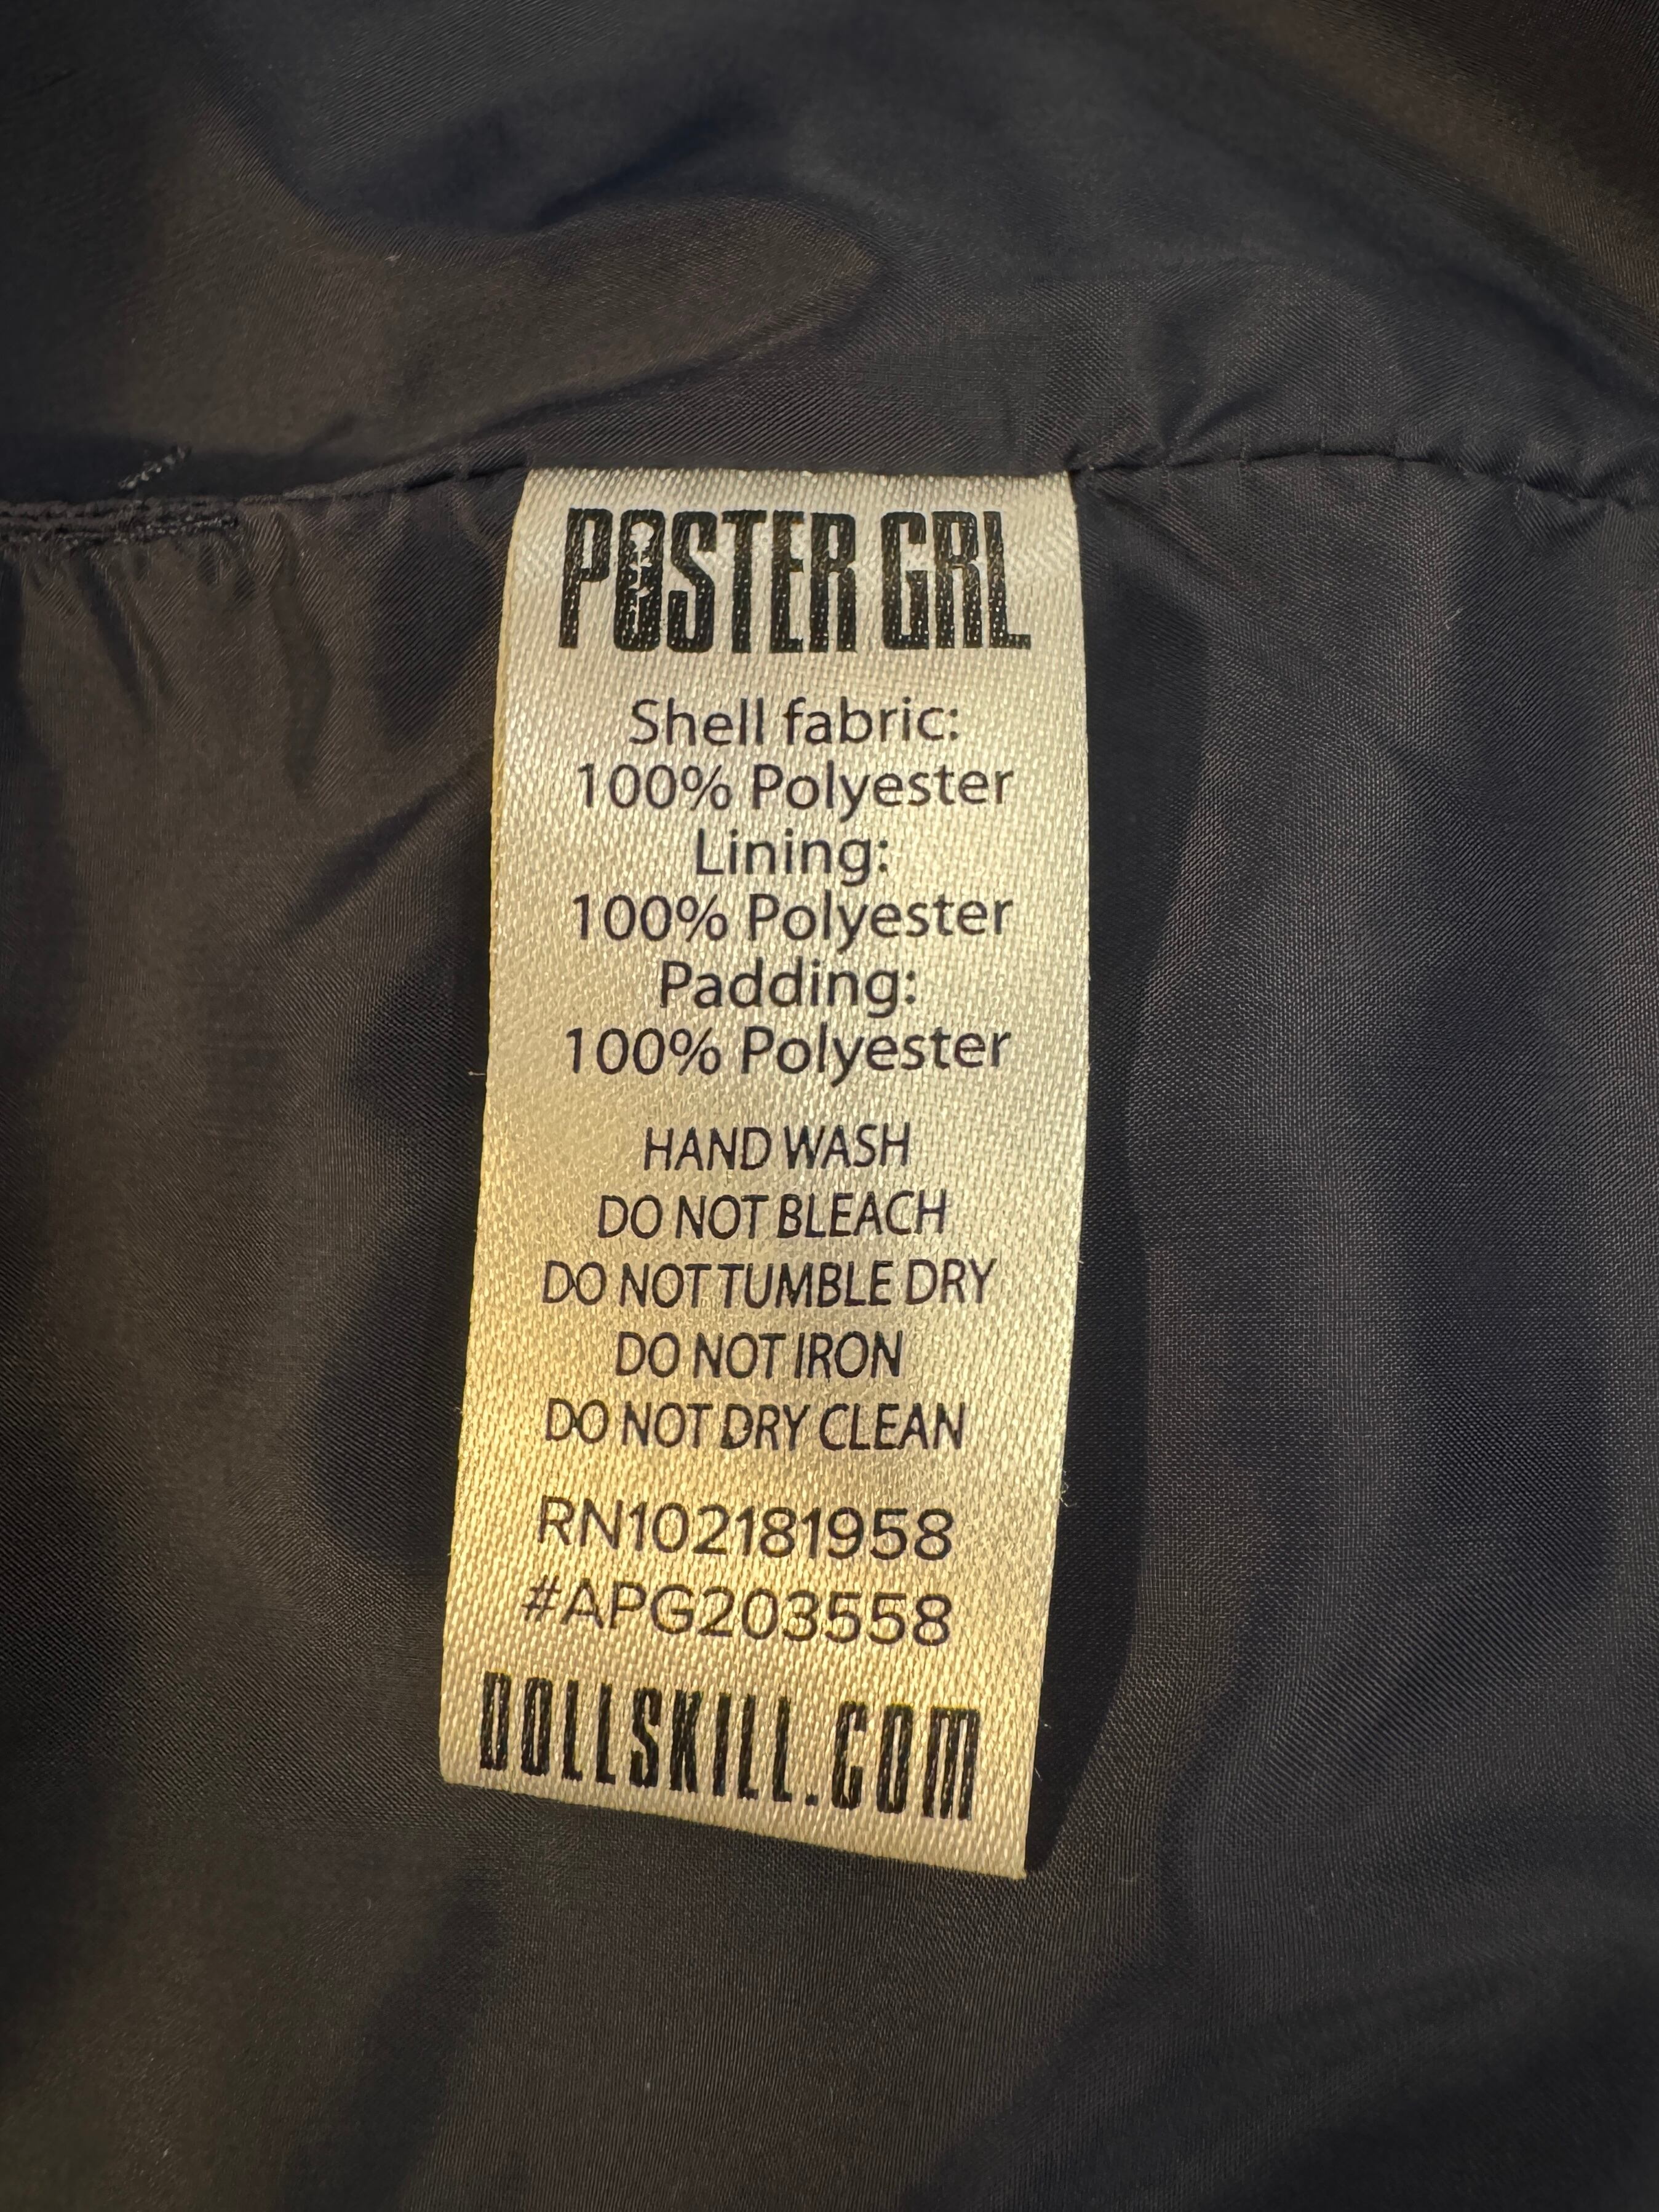 POSTER GRL
Shell fabric:
100% Polyester
Lining:
100% Polyester
Padding:
100% Polyester
HAND WASH
DO NOT BLEACH
DO NOT TUMBLE DRY
DO NOT IRON
DO NOT DRY CLEAN
RN102181958
#APG203558
DOLLSKILL.COM